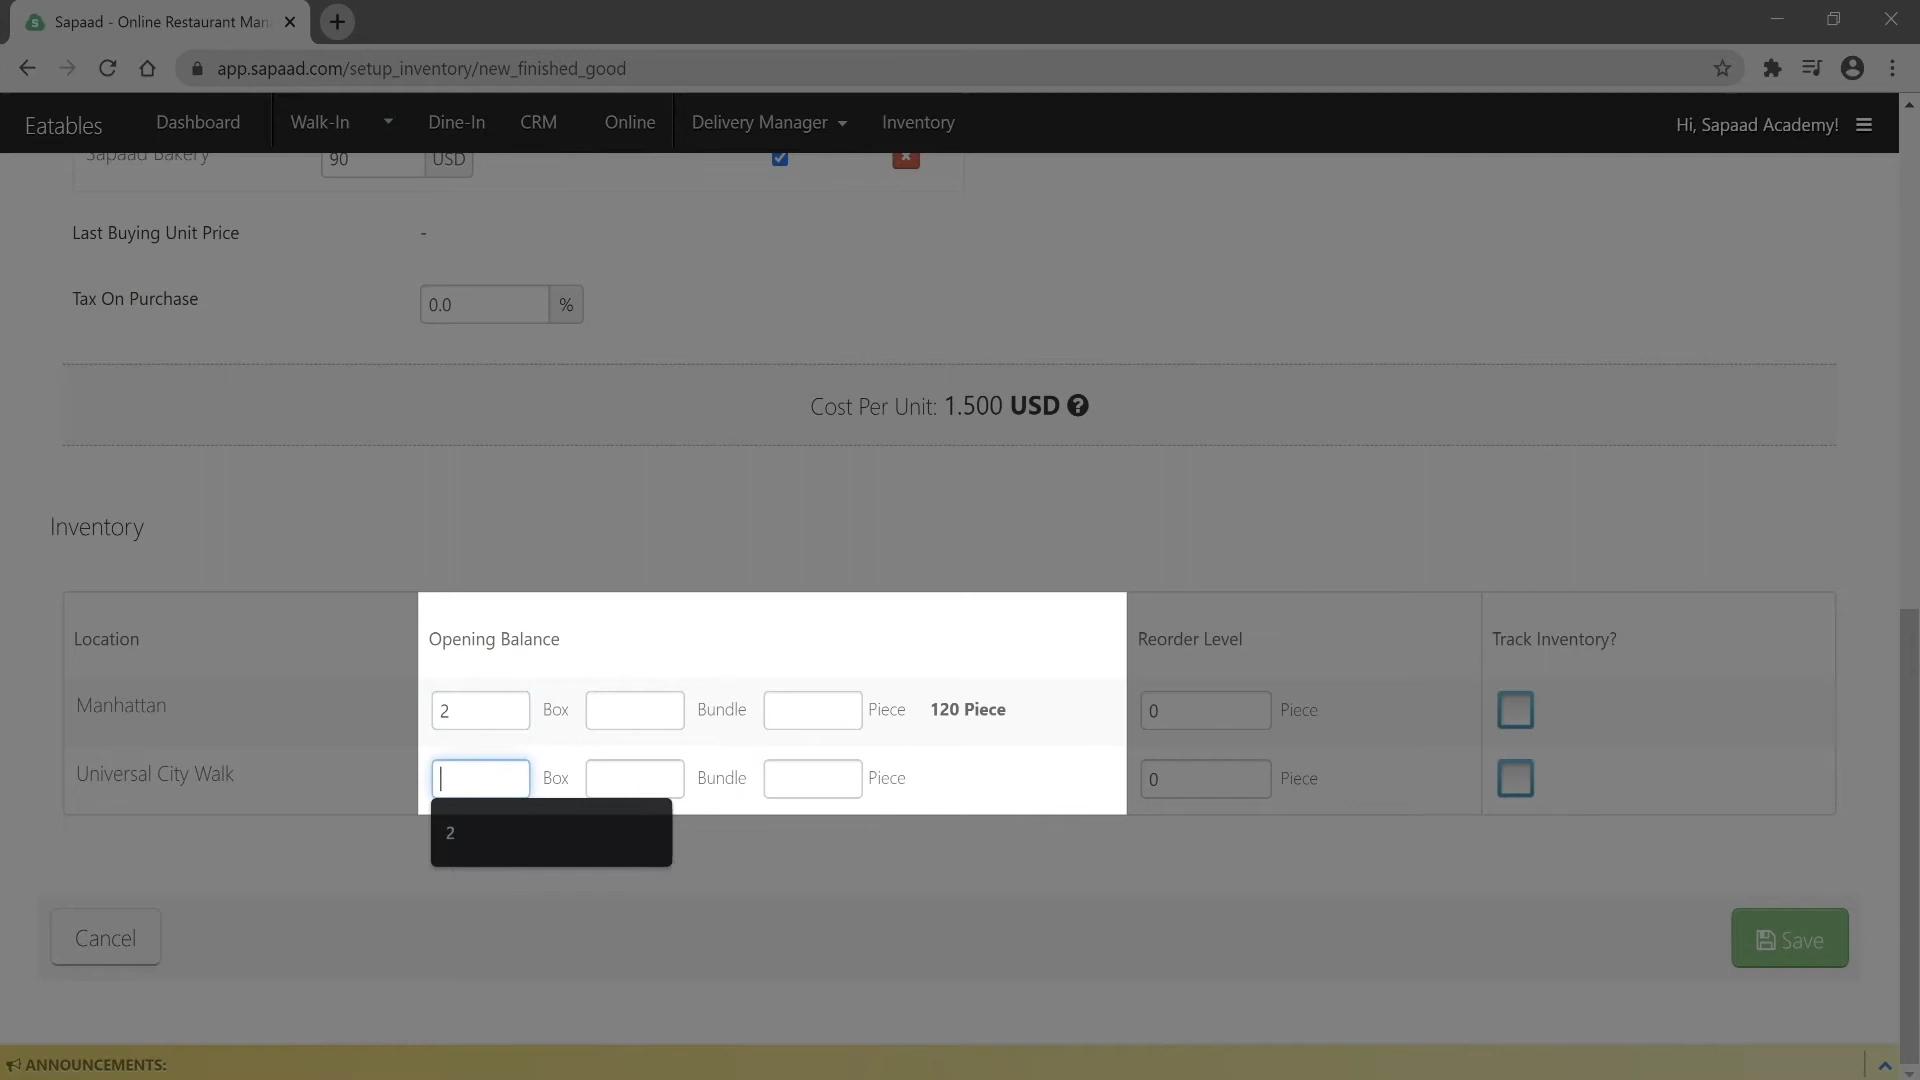 Sapaad - Online Restaurant Man
app.sapaad.com/setup_inventory/new_finished_good
Eatables Dashboard Walk-In Dine-In CRM Online Delivery Manager Inventory Hi, Sapaad Academy!
Sapaad Bakery 90 USD
Last Buying Unit Price -
Tax On Purchase 0.0 %
Cost Per Unit: 1.500 USD
Inventory
Location Opening Balance Reorder Level Track Inventory?
Manhattan 2 Box Bundle Piece 120 Piece 0 Piece
Universal City Walk Box Bundle Piece 0 Piece
2
Cancel Save
ANNOUNCEMENTS: